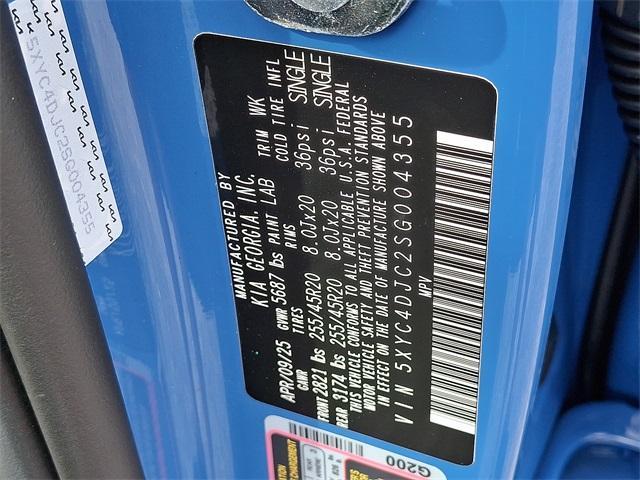 5XYC4DJC2SG004355
MANUFACTURED BY
KIA GEORGIA, INC.
APR/09/25 GVWR 5687 lbs PAINT LAB TRIM WK
GAWR TIRES RIMS COLD TIRE INFL
FRONT 2821 lbs 255/45R20 8.0Jx20 36psi SINGLE
REAR 3174 lbs 255/45R20 8.0Jx20 36psi SINGLE
THIS VEHICLE CONFORMS TO ALL APPLICABLE U.S.A. FEDERAL
MOTOR VEHICLE SAFETY AND THEFT PREVENTION STANDARDS
IN EFFECT ON THE DATE OF MANUFACTURE SHOWN ABOVE
VIN 5XYC4DJC2SG004355
MPV
G200